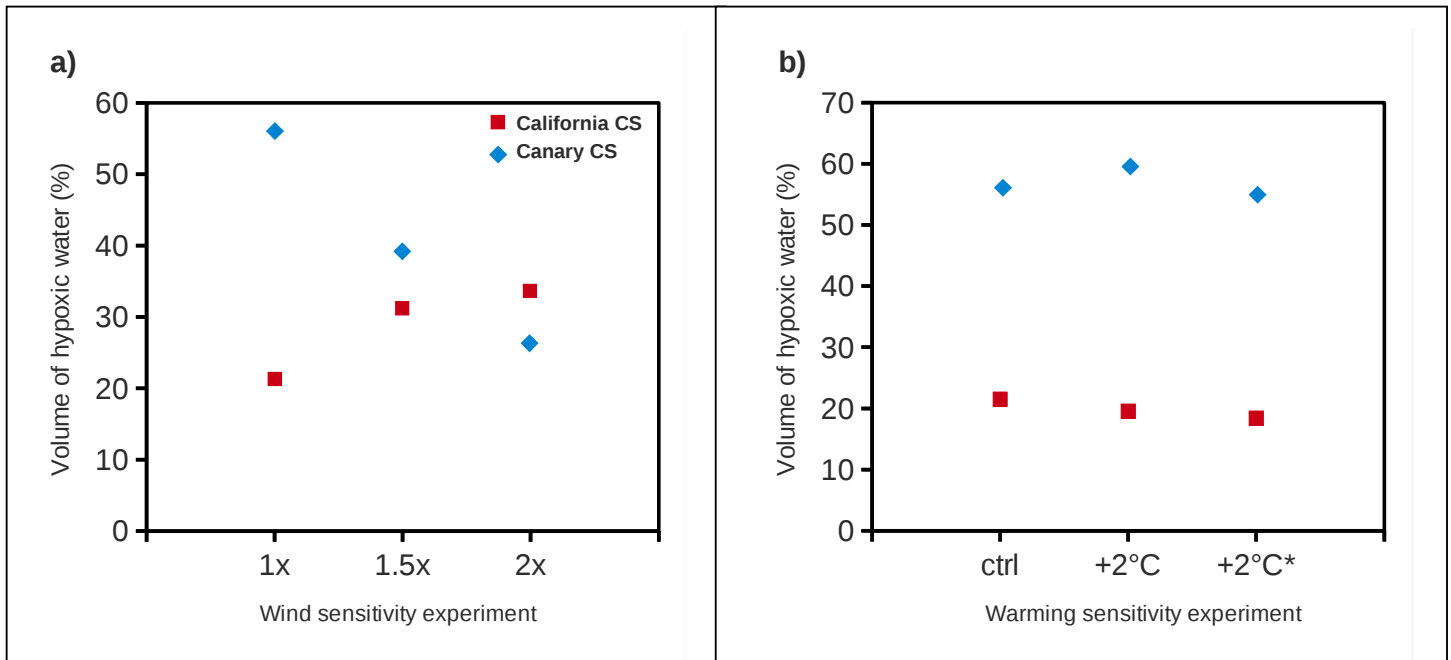 a)
60
50
40
30
20
10
0
Volume of hypoxic water (%)
California CS
Canary CS
1x 1.5x 2x
Wind sensitivity experiment
b)
70
60
50
40
30
20
10
0
Volume of hypoxic water (%)
ctrl +2°C +2°C*
Warming sensitivity experiment